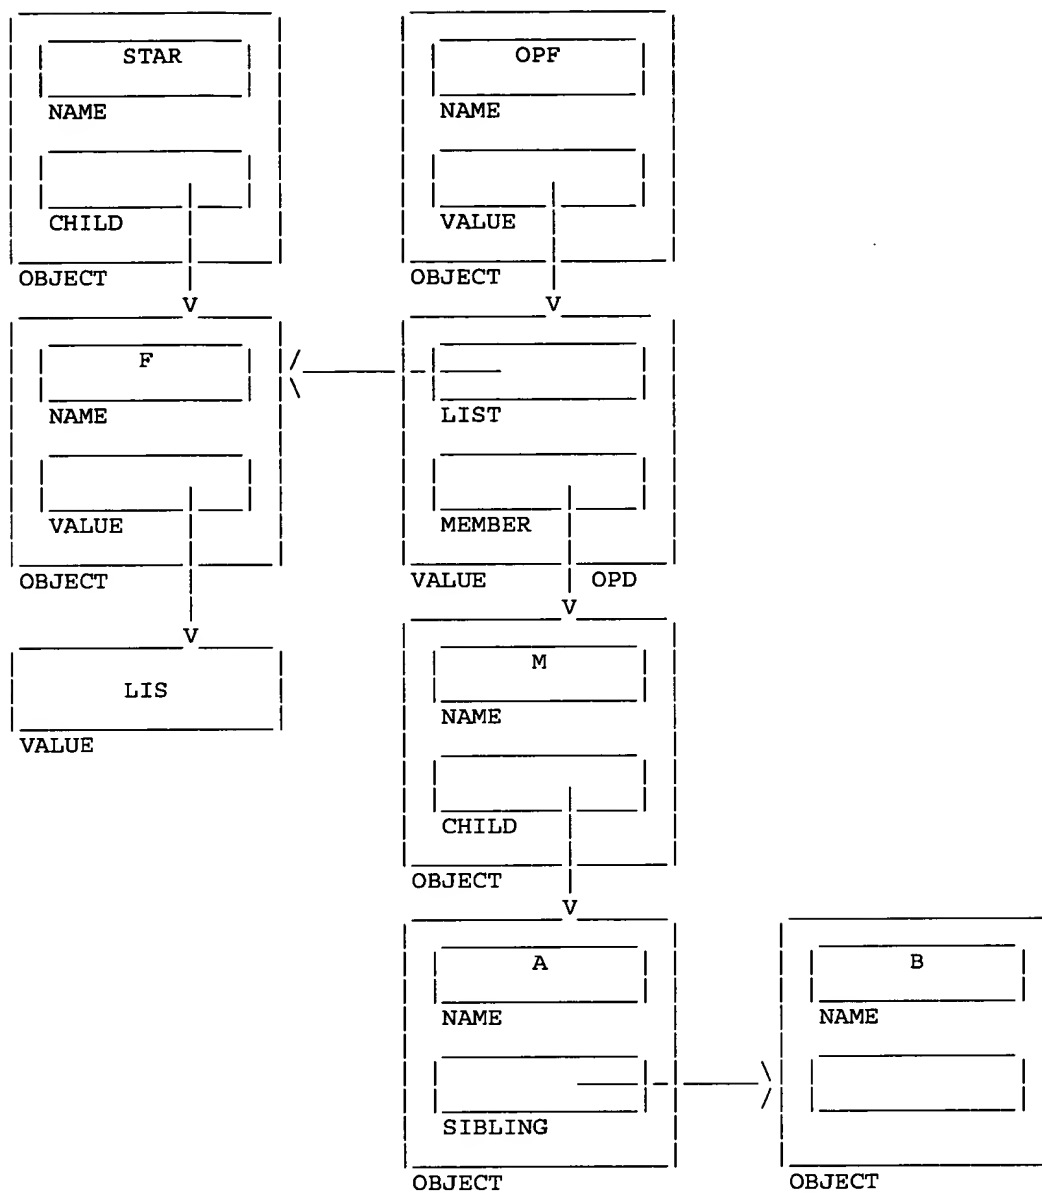 STAR OPF
NAME NAME
CHILD VALUE
OBJECT OBJECT
V V
F
NAME LIST
VALUE MEMBER
OBJECT VALUE OPD
V
V
M
LIS
NAME
VALUE
CHILD
OBJECT
V
A B
NAME NAME
SIBLING
OBJECT OBJECT